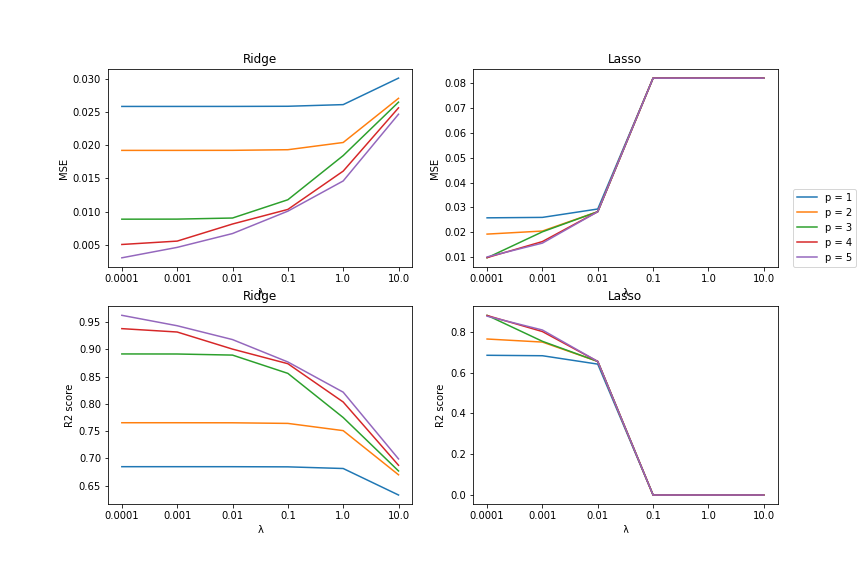 Ridge
MSE
0.030
0.025
0.020
0.015
0.010
0.005
0.0001 0.001 0.01 0.1 1.0 10.0
λ
Lasso
MSE
0.08
0.07
0.06
0.05
0.04
0.03
0.02
0.01
0.0001 0.001 0.01 0.1 1.0 10.0
λ
p = 1
p = 2
p = 3
p = 4
p = 5
Ridge
R2 score
0.95
0.90
0.85
0.80
0.75
0.70
0.65
0.0001 0.001 0.01 0.1 1.0 10.0
λ
Lasso
R2 score
0.8
0.6
0.4
0.2
0.0
0.0001 0.001 0.01 0.1 1.0 10.0
λ